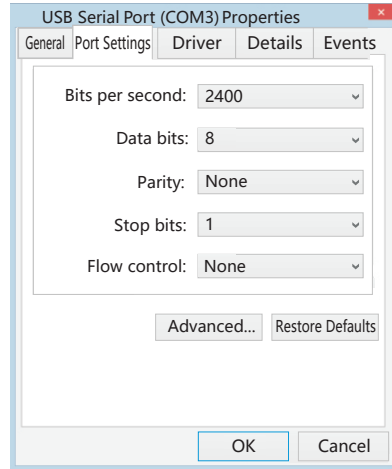 USB Serial Port (COM3) Properties
General Port Settings Driver Details Events
Bits per second: 2400
Data bits: 8
Parity: None
Stop bits: 1
Flow control: None
Advanced... Restore Defaults
OK Cancel